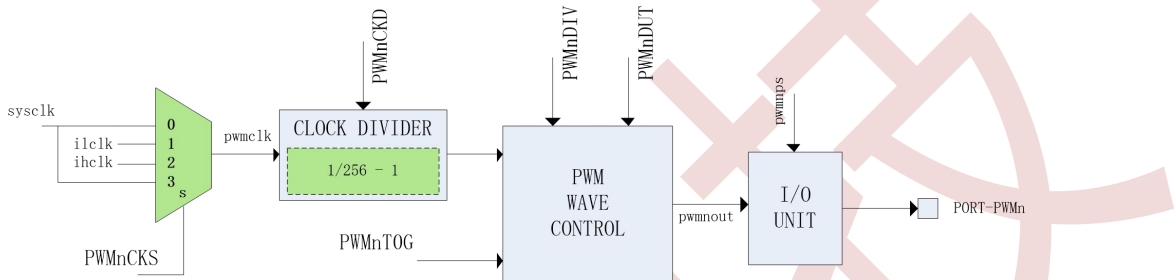 PWMnCKD
PWMnDIV
PWMnDUT
sysclk
0
ilclk
1
ihclk
2
3
s
pwmclk
CLOCK DIVIDER
1/256 - 1
PWMnCKS
PWMnTOG
PWM
WAVE
CONTROL
pwmnout
pwmnps
I/O
UNIT
PORT-PWMn